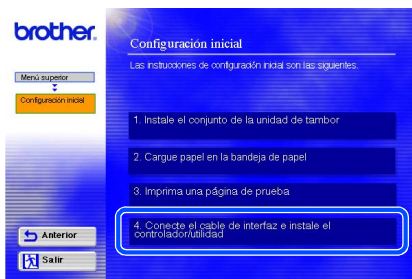 brother.
Configuración inicial
Las instrucciones de configuración inicial son las siguientes.
Menú superior
Configuración inicial
1. Instale el conjunto de la unidad de tambor
2. Cargue papel en la bandeja de papel
3. Imprima una página de prueba
4. Conecte el cable de interfaz e instale el
controlador/utilidad
Anterior
Salir